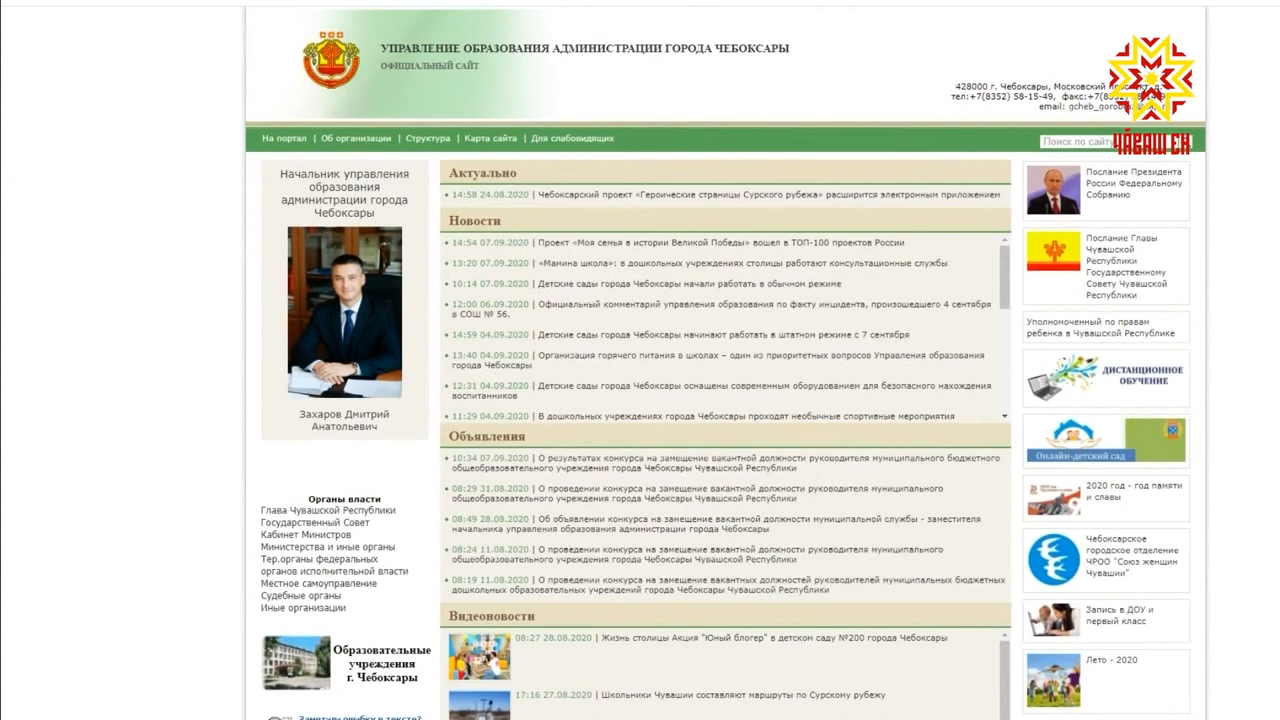 УПРАВЛЕНИЕ ОБРАЗОВАНИЯ АДМИНИСТРАЦИИ ГОРОДА ЧЕБОКСАРЫ
ОФИЦИАЛЬНЫЙ САЙТ
428000 г. Чебоксары, Московский
тел:+7(8352) 58-15-49, факс:+7(8352)
email:
ЧӐВАШ ЕН
На портал | Об организации | Структура | Карта сайта | Для слабовидящих
Поиск по сайту
Начальник управления
образования
администрации города
Чебоксары
Захаров Дмитрий
Анатольевич
Органы власти
Глава Чувашской Республики
Государственный Совет
Кабинет Министров
Министерства и иные органы
Тер.органы федеральных
органов исполнительной власти
Местное самоуправление
Судебные органы
Иные организации
Образовательные
учреждения
г. Чебоксары
Заметили ошибку в тексте?
Актуально
14:58 24.08.2020 | Чебоксарский проект «Героические страницы Сурского рубежа» расширится электронным приложением
Новости
14:54 07.09.2020 | Проект «Моя семья в истории Великой Победы» вошел в ТОП-100 проектов России
13:20 07.09.2020 | «Мамина школа»: в дошкольных учреждениях столицы работают консультационные службы
10:14 07.09.2020 | Детские сады города Чебоксары начали работать в обычном режиме
12:00 06.09.2020 | Официальный комментарий управления образования по факту инцидента, произошедшего 4 сентября
в СОШ № 56.
14:59 04.09.2020 | Детские сады города Чебоксары начинают работать в штатном режиме с 7 сентября
13:40 04.09.2020 | Организация горячего питания в школах – один из приоритетных вопросов Управления образования
города Чебоксары
12:31 04.09.2020 | Детские сады города Чебоксары оснащены современным оборудованием для безопасного нахождения
воспитанников
11:29 04.09.2020 | В дошкольных учреждениях города Чебоксары проходят необычные спортивные мероприятия
Объявления
10:34 07.09.2020 | О результатах конкурса на замещение вакантной должности руководителя муниципального бюджетного
общеобразовательного учреждения города Чебоксары Чувашской Республики
08:29 31.08.2020 | О проведении конкурса на замещение вакантной должности руководителя муниципального
общеобразовательного учреждения города Чебоксары Чувашской Республики
08:49 28.08.2020 | Об объявлении конкурса на замещение вакантной должности муниципальной службы - заместителя
начальника управления образования администрации города Чебоксары
08:24 11.08.2020 | О проведении конкурса на замещение вакантной должности руководителя муниципального
общеобразовательного учреждения города Чебоксары Чувашской Республики
08:19 11.08.2020 | О проведении конкурса на замещение вакантных должностей руководителей муниципальных бюджетных
дошкольных образовательных учреждений города Чебоксары Чувашской Республики
Видеоновости
08:27 28.08.2020 | Жизнь столицы Акция "Юный блогер" в детском саду №200 города Чебоксары
17:16 27.08.2020 | Школьники Чувашии составляют маршруты по Сурскому рубежу
Послание Президента
России Федеральному
Собранию
Послание Главы
Чувашской
Республики
Государственному
Совету Чувашской
Республики
Уполномоченный по правам
ребенка в Чувашской Республике
ДИСТАНЦИОННОЕ
ОБУЧЕНИЕ
Онлайн-детский сад
2020 год - год памяти
и славы
Чебоксарское
городское отделение
ЧРОО "Союз женщин
Чувашии"
Запись в ДОУ и
первый класс
Лето - 2020